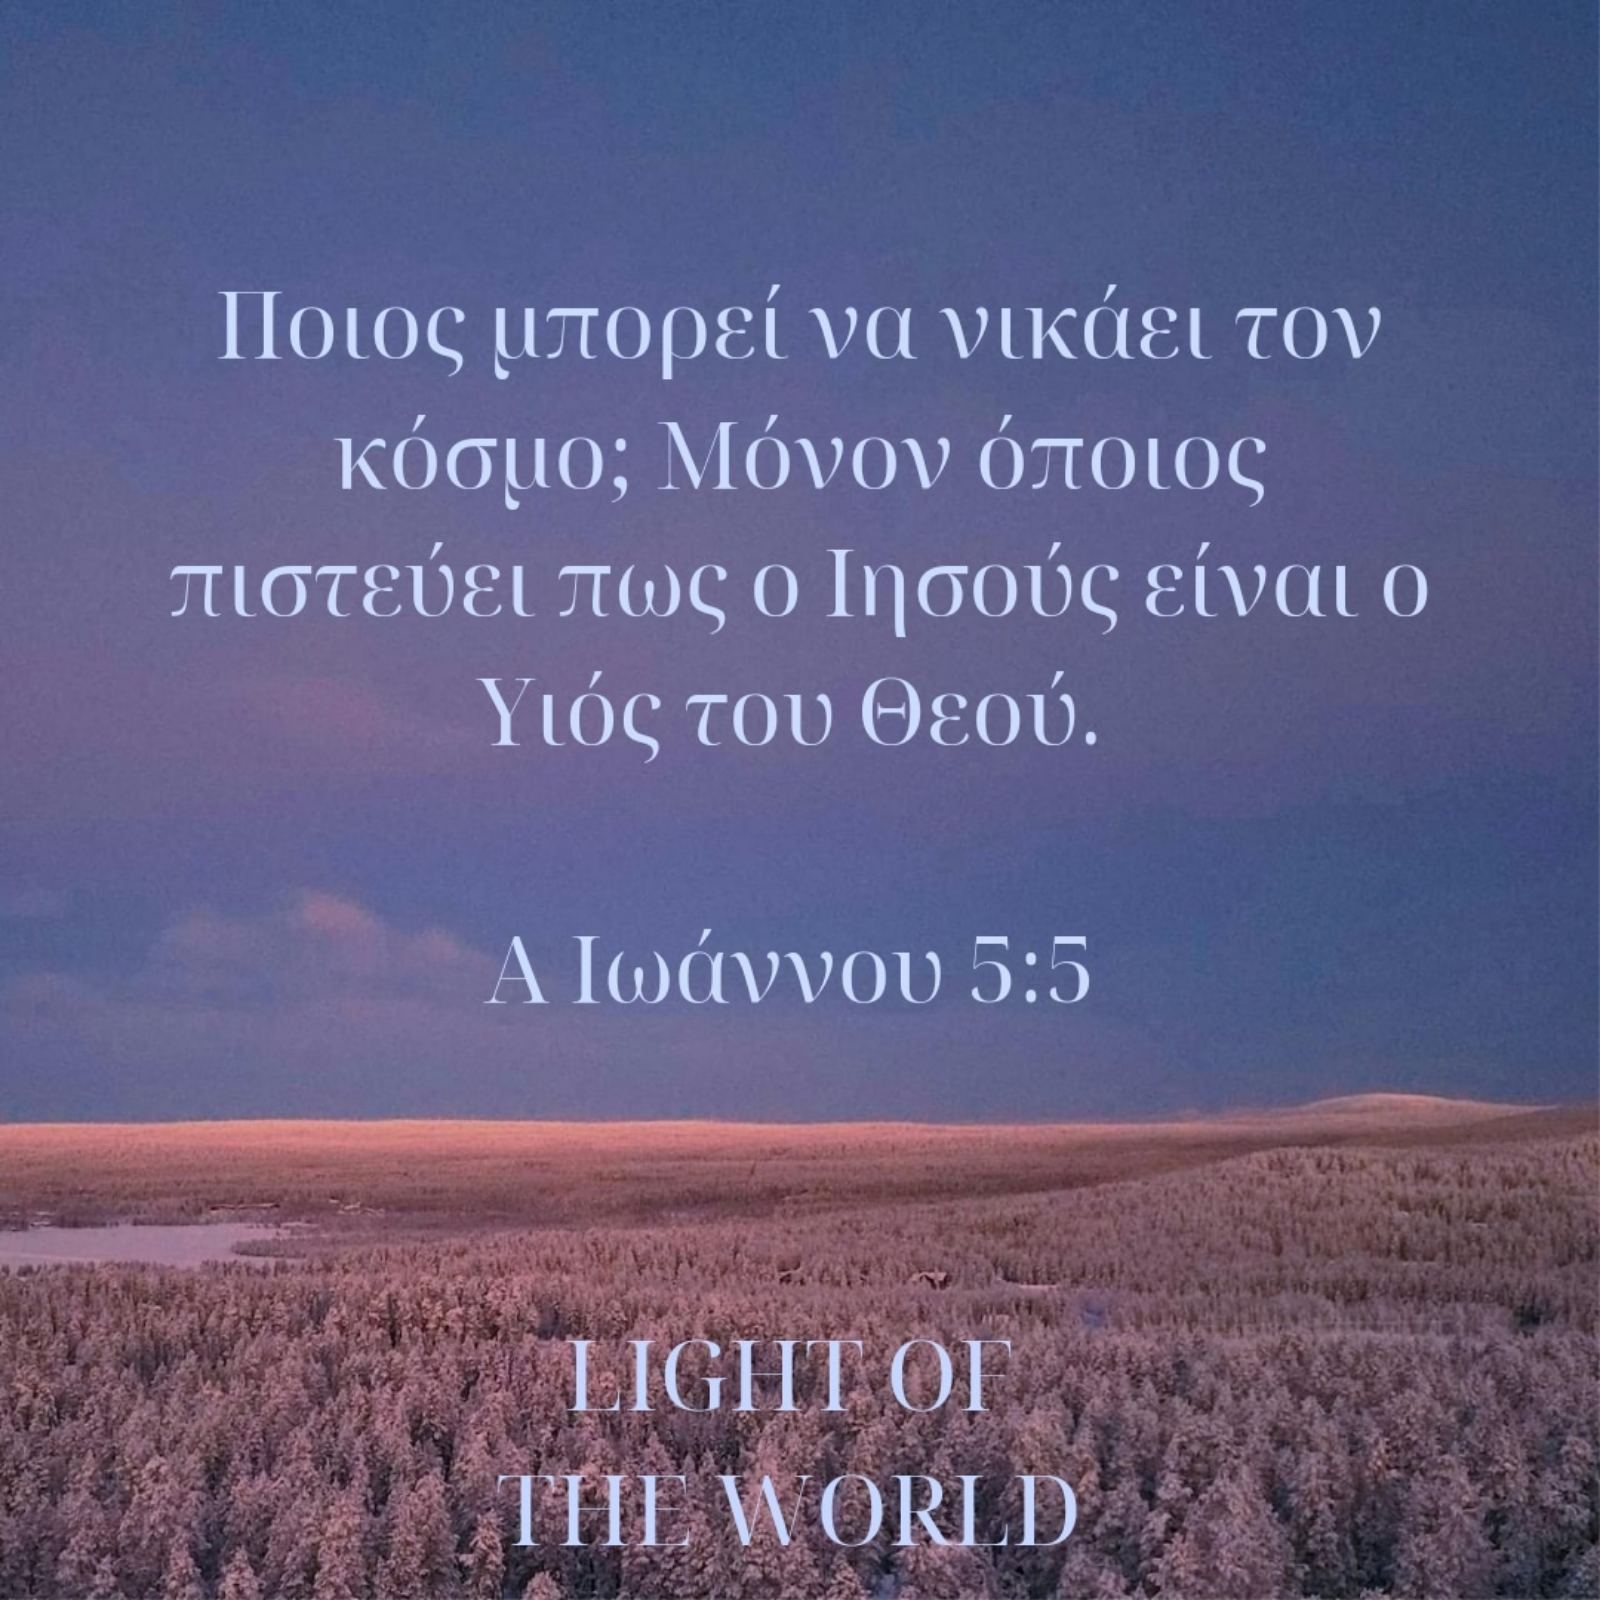 Ποιος μπορεί να νικάει τον
κόσμο; Μόνον όποιος
πιστεύει πως ο Ιησούς είναι ο
Υιός του Θεού.
Α Ιωάννου 5:5
LIGHT OF
THE WORLD